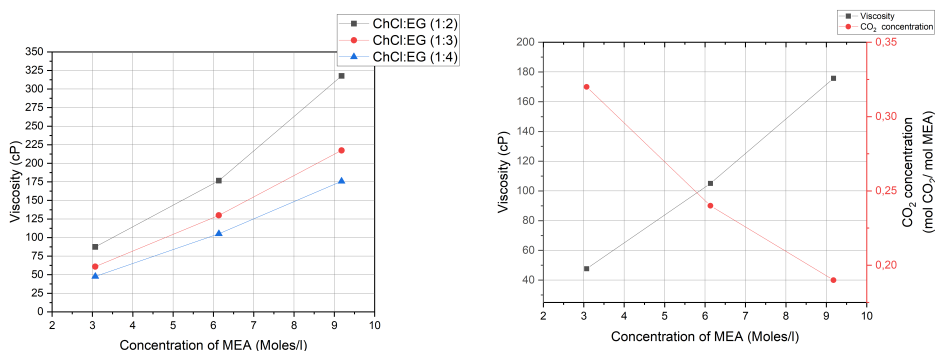 ChCl:EG (1:2)
ChCl:EG (1:3)
ChCl:EG (1:4)
350
325
300
275
250
225
200
175
150
125
100
75
50
25
0
Viscosity (cP)
2 3 4 5 6 7 8 9 10
Concentration of MEA (Moles/l)
Viscosity
CO₂ concentration
200
180
160
140
120
100
80
60
40
Viscosity (cP)
0,35
0,30
0,25
0,20
CO₂ concentration
(mol CO₂/ mol MEA)
2 3 4 5 6 7 8 9 10
Concentration of MEA (Moles/l)